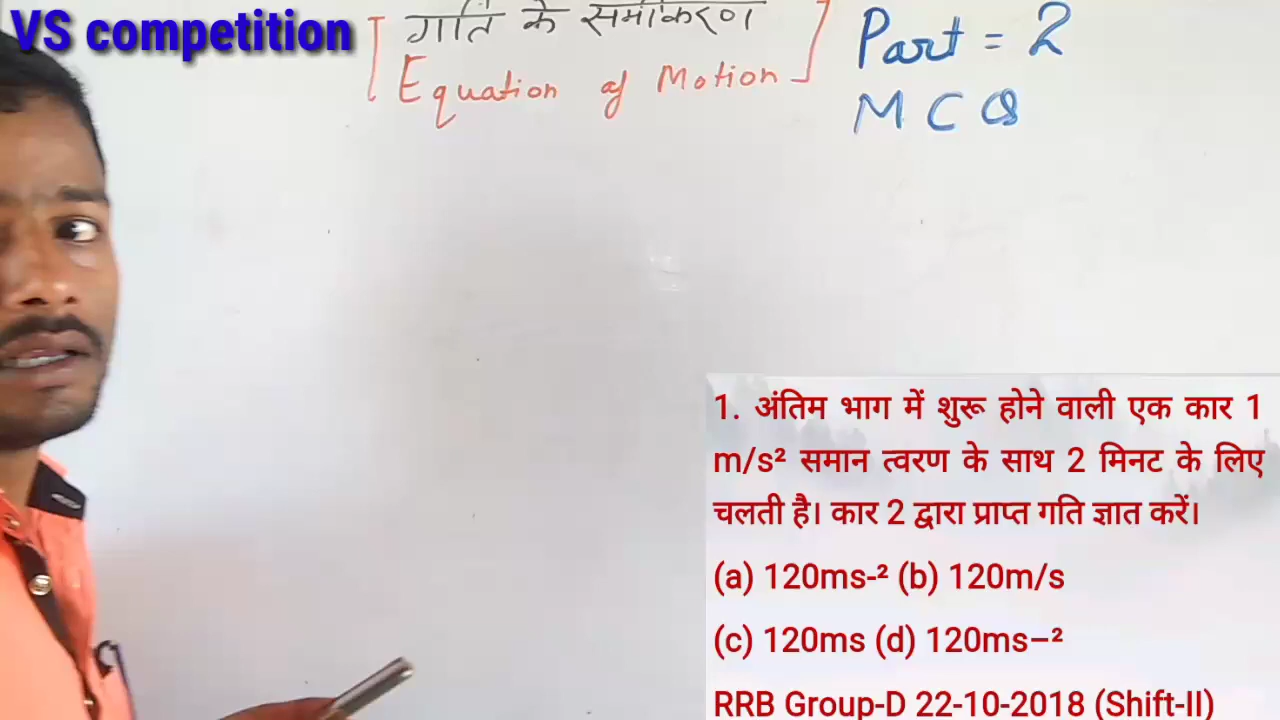 VS competition
[ गति के समीकरण
Equation of Motion ]
Part = 2
MCQ
1. अंतिम भाग में शुरू होने वाली एक कार 1
m/s² समान त्वरण के साथ 2 मिनट के लिए
चलती है। कार 2 द्वारा प्राप्त गति ज्ञात करें।
(a) 120ms-² (b) 120m/s
(c) 120ms (d) 120ms–²
RRB Group-D 22-10-2018 (Shift-II)